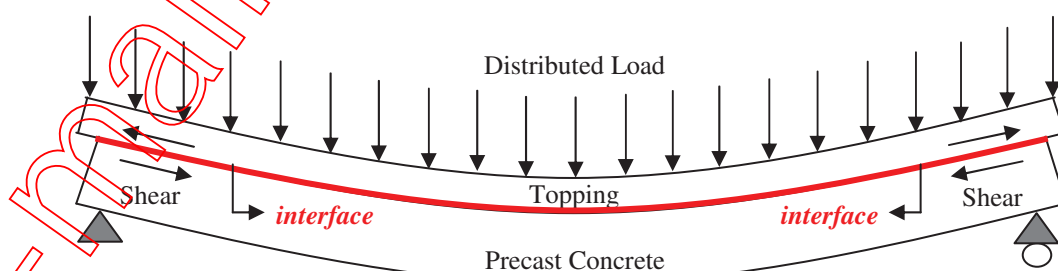 Distributed Load
Shear
Topping
Shear
interface
interface
Precast Concrete